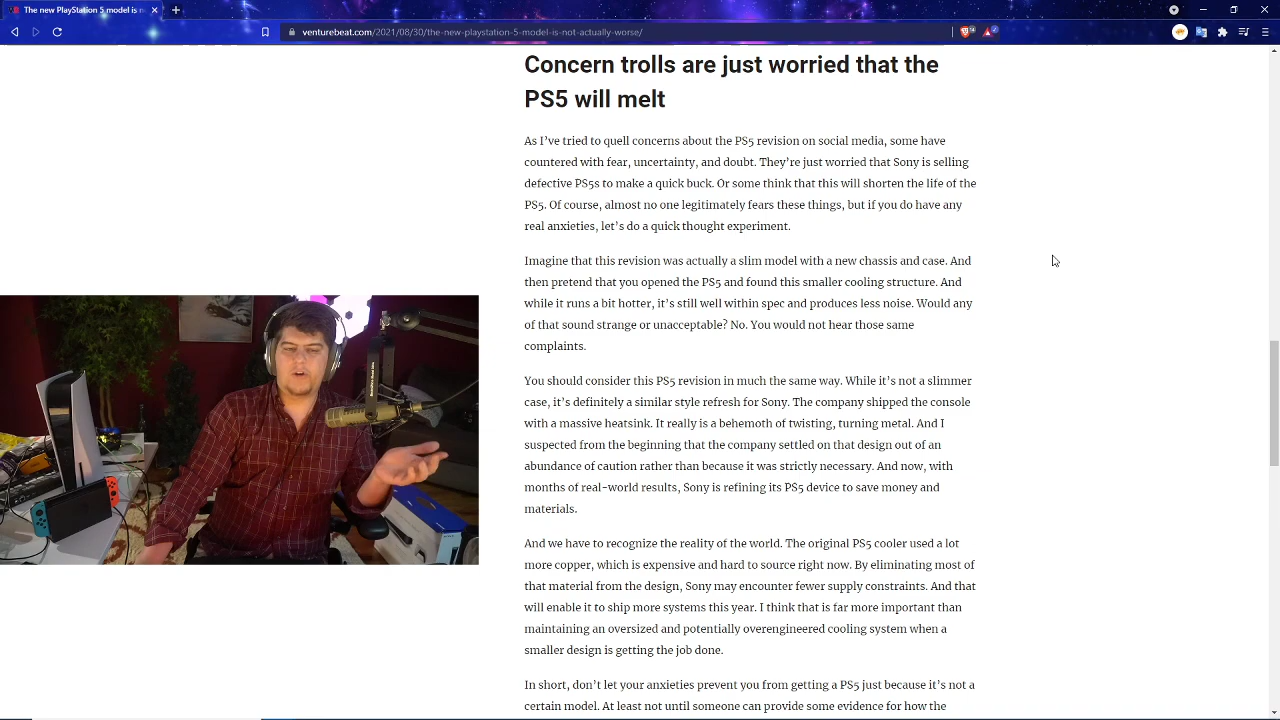 The new PlayStation 5 model is n
venturebeat.com/2021/08/30/the-new-playstation-5-model-is-not-actually-worse/
Concern trolls are just worried that the
PS5 will melt
As I’ve tried to quell concerns about the PS5 revision on social media, some have
countered with fear, uncertainty, and doubt. They’re just worried that Sony is selling
defective PS5s to make a quick buck. Or some think that this will shorten the life of the
PS5. Of course, almost no one legitimately fears these things, but if you do have any
real anxieties, let’s do a quick thought experiment.
Imagine that this revision was actually a slim model with a new chassis and case. And
then pretend that you opened the PS5 and found this smaller cooling structure. And
while it runs a bit hotter, it’s still well within spec and produces less noise. Would any
of that sound strange or unacceptable? No. You would not hear those same
complaints.
You should consider this PS5 revision in much the same way. While it’s not a slimmer
case, it’s definitely a similar style refresh for Sony. The company shipped the console
with a massive heatsink. It really is a behemoth of twisting, turning metal. And I
suspected from the beginning that the company settled on that design out of an
abundance of caution rather than because it was strictly necessary. And now, with
months of real-world results, Sony is refining its PS5 device to save money and
materials.
And we have to recognize the reality of the world. The original PS5 cooler used a lot
more copper, which is expensive and hard to source right now. By eliminating most of
that material from the design, Sony may encounter fewer supply constraints. And that
will enable it to ship more systems this year. I think that is far more important than
maintaining an oversized and potentially overengineered cooling system when a
smaller design is getting the job done.
In short, don’t let your anxieties prevent you from getting a PS5 just because it’s not a
certain model. At least not until someone can provide some evidence for how the